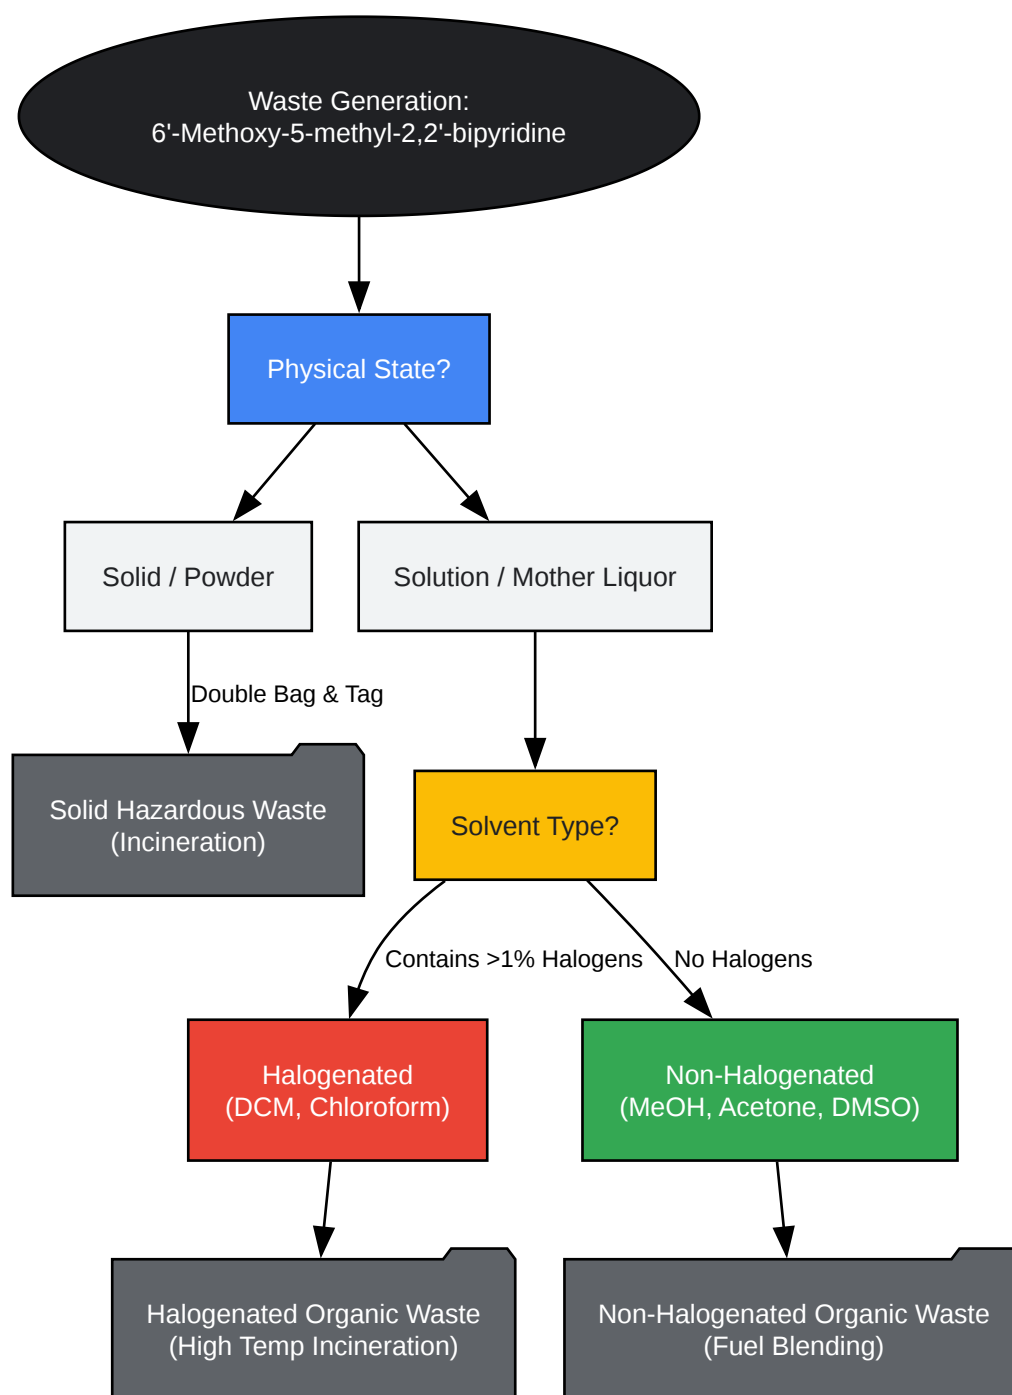 Waste Generation:
6'-Methoxy-5-methyl-2,2'-bipyridine
Physical State?
Solid / Powder
Solution / Mother Liquor
Double Bag & Tag
Solid Hazardous Waste
(Incineration)
Solvent Type?
Contains >1% Halogens
No Halogens
Halogenated
(DCM, Chloroform)
Non-Halogenated
(MeOH, Acetone, DMSO)
Halogenated Organic Waste
(High Temp Incineration)
Non-Halogenated Organic Waste
(Fuel Blending)